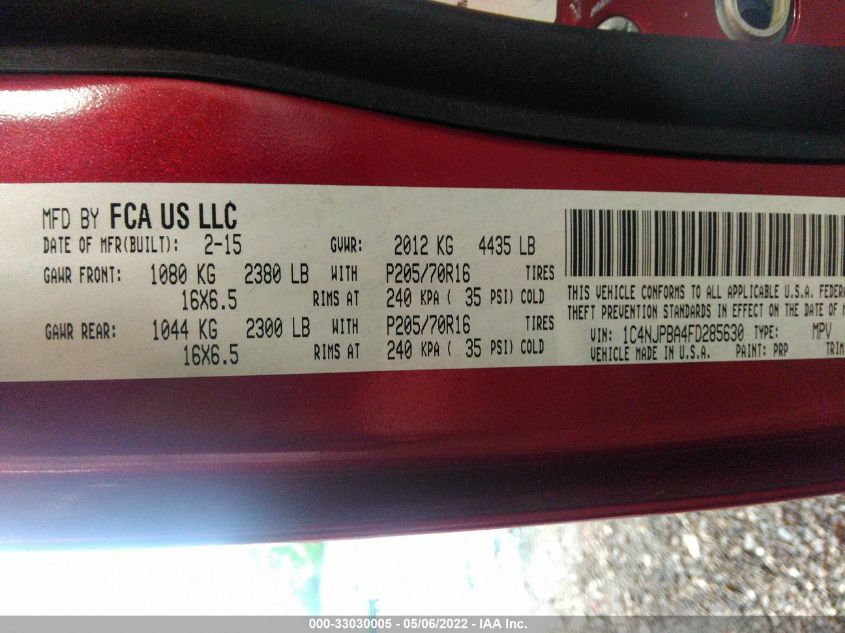 MFD BY FCA US LLC
DATE OF MFR(BUILT): 2-15 GVWR: 2012 KG 4435 LB
GAWR FRONT: 1080 KG 2380 LB WITH P205/70R16 TIRES
16X6.5 RIMS AT 240 KPA ( 35 PSI) COLD
GAWR REAR: 1044 KG 2300 LB WITH P205/70R16 TIRES
16X6.5 RIMS AT 240 KPA ( 35 PSI) COLD
THIS VEHICLE CONFORMS TO ALL APPLICABLE U.S.A. FEDERA
THEFT PREVENTION STANDARDS IN EFFECT ON THE DATE OF M
VIN: 1C4NJPBA4FD285630 TYPE: MPV
VEHICLE MADE IN U.S.A. PAINT: PRP TRIM
000-33030005 - 05/06/2022 - IAA Inc.